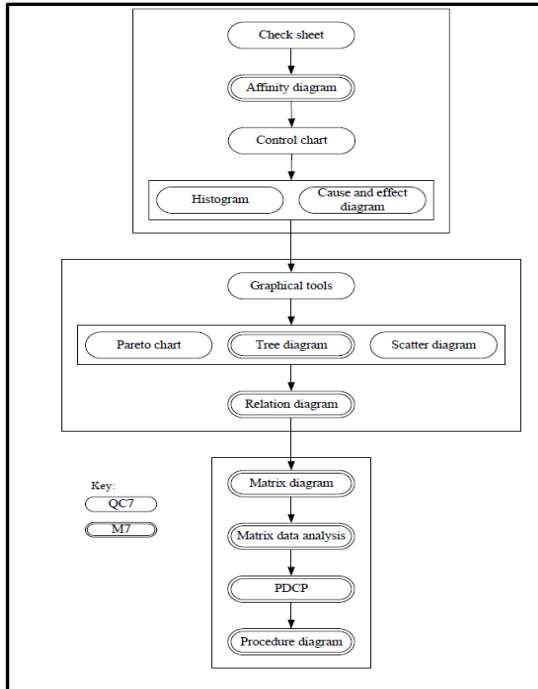 Check sheet
Affinity diagram
Control chart
Histogram
Cause and effect
diagram
Graphical tools
Pareto chart
Tree diagram
Scatter diagram
Relation diagram
Key:
QC7
M7
Matrix diagram
Matrix data analysis
PDCP
Procedure diagram